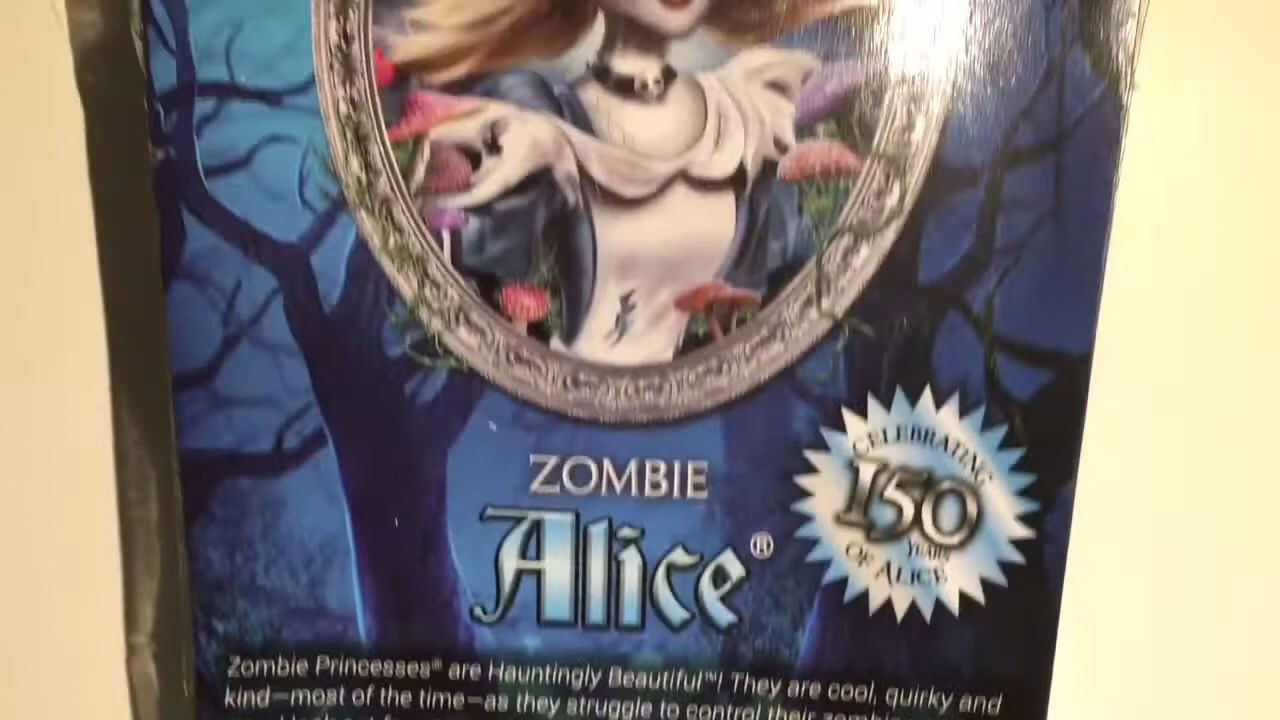 ZOMBIE
Alice®
CELEBRATING
150
YEARS
OF ALICE
Zombie Princesses® are Hauntingly Beautiful™! They are cool, quirky and
kind—most of the time—as they struggle to control their zombie